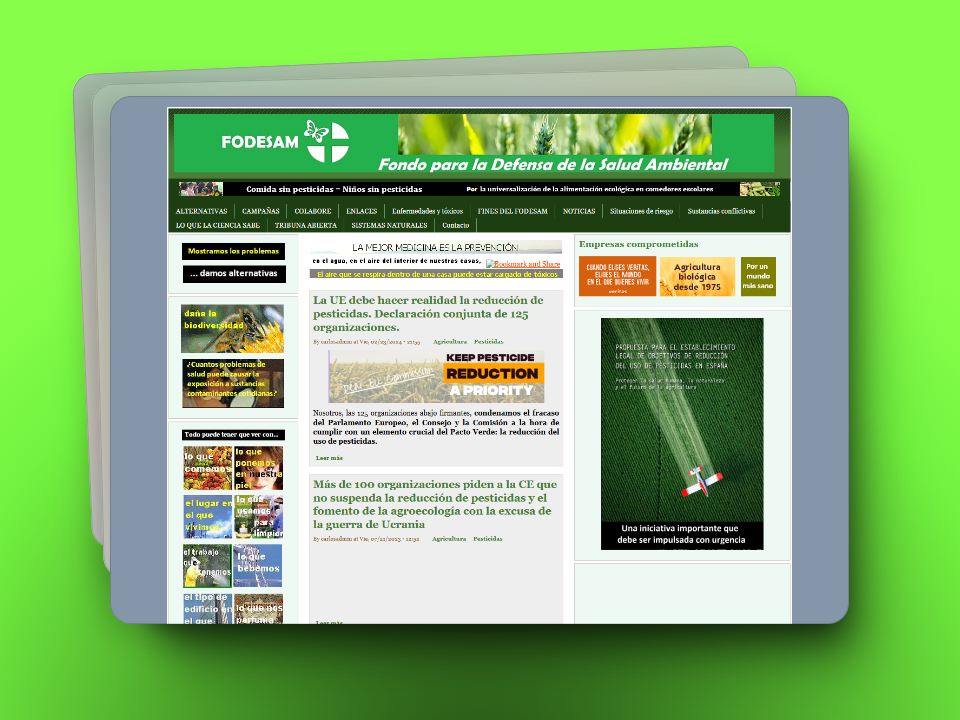 FODESAM
Fondo para la Defensa de la Salud Ambiental
Comida sin pesticidas – Niños sin pesticidas
Por la universalización de la alimentación ecológica en comedores escolares
ALTERNATIVAS
CAMPAÑAS
COLABORE
ENLACES
Enfermedades y tóxicos
FINES DEL FODESAM
NOTICIAS
Situaciones de riesgo
Sustancias conflictivas
LO QUE LA CIENCIA SABE
TRIBUNA ABIERTA
SISTEMAS NATURALES
Contacto
Mostramos los problemas
... damos alternativas
daña la
biodiversidad
¿Cuantos problemas de
salud puede causar la
exposición a sustancias
contaminantes cotidianas?
Todo puede tener que ver con...
lo que
comemos
lo que
ponemos
en nuestra
piel
el lugar en
el que
vivimos
lo que
usamos
para
limpiar
el trabajo
que
tenemos
lo que
bebemos
el tipo de
edificio en
el que
lo que nos
perfuma
LA MEJOR MEDICINA ES LA PREVENCIÓN
en el agua, en el aire del interior de nuestras casas,
Bookmark and Share
El aire que se respira dentro de una casa puede estar cargado de tóxicos
La UE debe hacer realidad la reducción de
pesticidas. Declaración conjunta de 125
organizaciones.
By carlosadmin at Vie, 02/23/2024 - 21:53
Agricultura
Pesticidas
KEEP PESTICIDE
REDUCTION
A PRIORITY
Nosotros, las 125 organizaciones abajo firmantes, condenamos el fracaso
del Parlamento Europeo, el Consejo y la Comisión a la hora de
cumplir con un elemento crucial del Pacto Verde: la reducción del
uso de pesticidas.
Leer más
Más de 100 organizaciones piden a la CE que
no suspenda la reducción de pesticidas y el
fomento de la agroecología con la excusa de
la guerra de Ucrania
Agricultura
Pesticidas
Leer más
Empresas comprometidas
CUANDO ELIGES VERITAS,
ELIGES EL MUNDO
EN EL QUE QUIERES VIVIR
Agricultura
biológica
desde 1975
Por un
mundo
más sano
PROPUESTA PARA EL ESTABLECIMIENTO
LEGAL DE OBJETIVOS DE REDUCCIÓN
DEL USO DE PESTICIDAS EN ESPAÑA
Proteger la salud humana, la naturaleza
y el futuro de la agricultura
Una iniciativa importante que
debe ser impulsada con urgencia